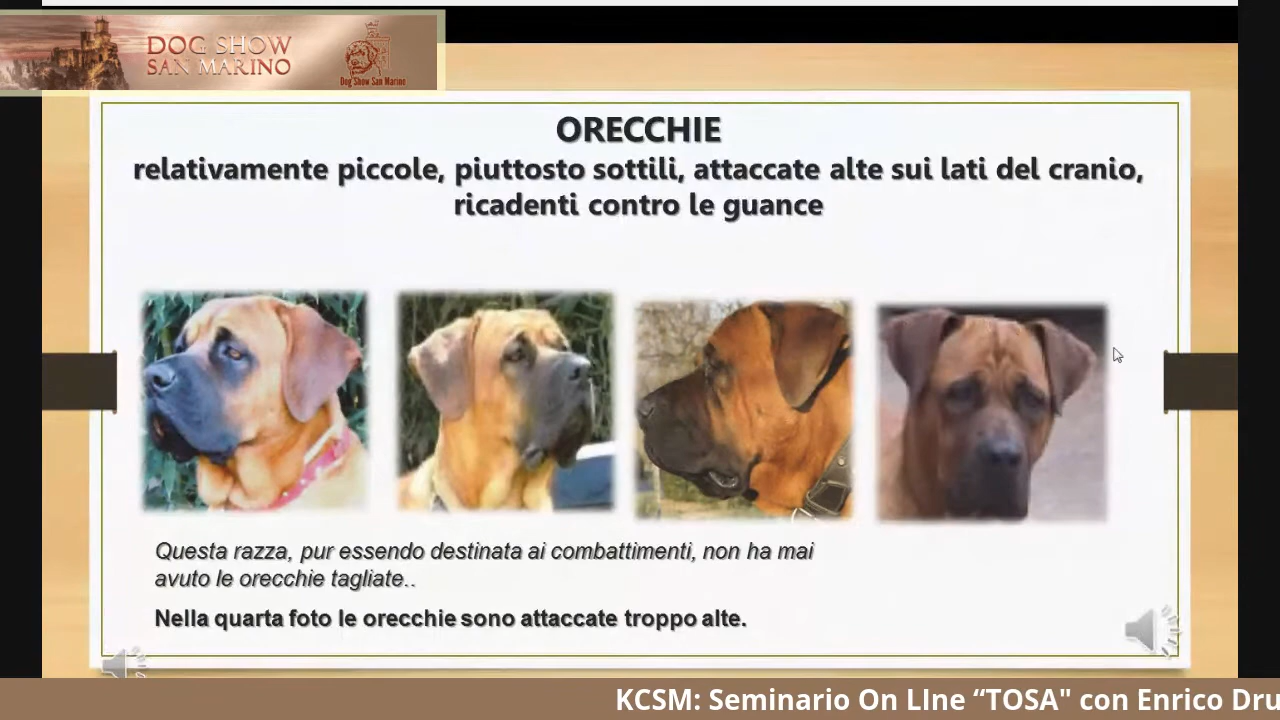 DOG SHOW
SAN MARINO
Dog Show San Marino
ORECCHIE
relativamente piccole, piuttosto sottili, attaccate alte sui lati del cranio,
ricadenti contro le guance
Questa razza, pur essendo destinata ai combattimenti, non ha mai
avuto le orecchie tagliate..
Nella quarta foto le orecchie sono attaccate troppo alte.
KCSM: Seminario On LIne “TOSA" con Enrico Dru